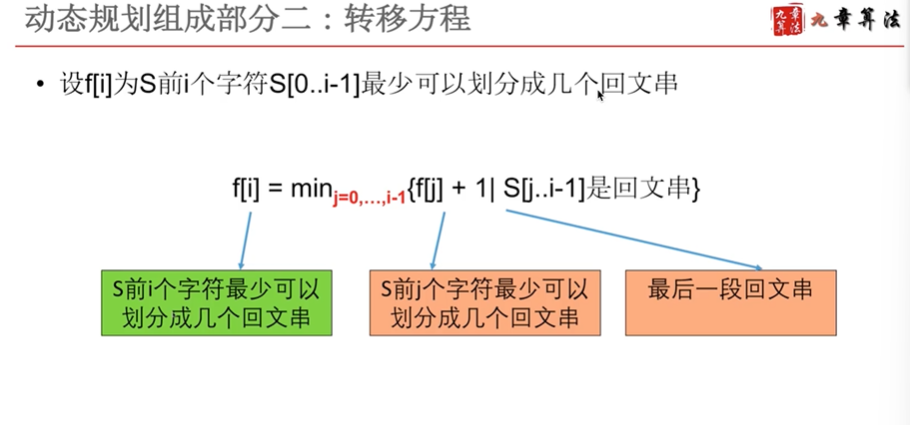 动态规划组成部分二：转移方程
九章算法 九章算法
• 设f[i]为S前i个字符S[0..i-1]最少可以划分成几个回文串
f[i] = min_{j=0,…,i-1}{f[j] + 1| S[j..i-1]是回文串}
S前i个字符最少可以
划分成几个回文串
S前j个字符最少可以
划分成几个回文串
最后一段回文串